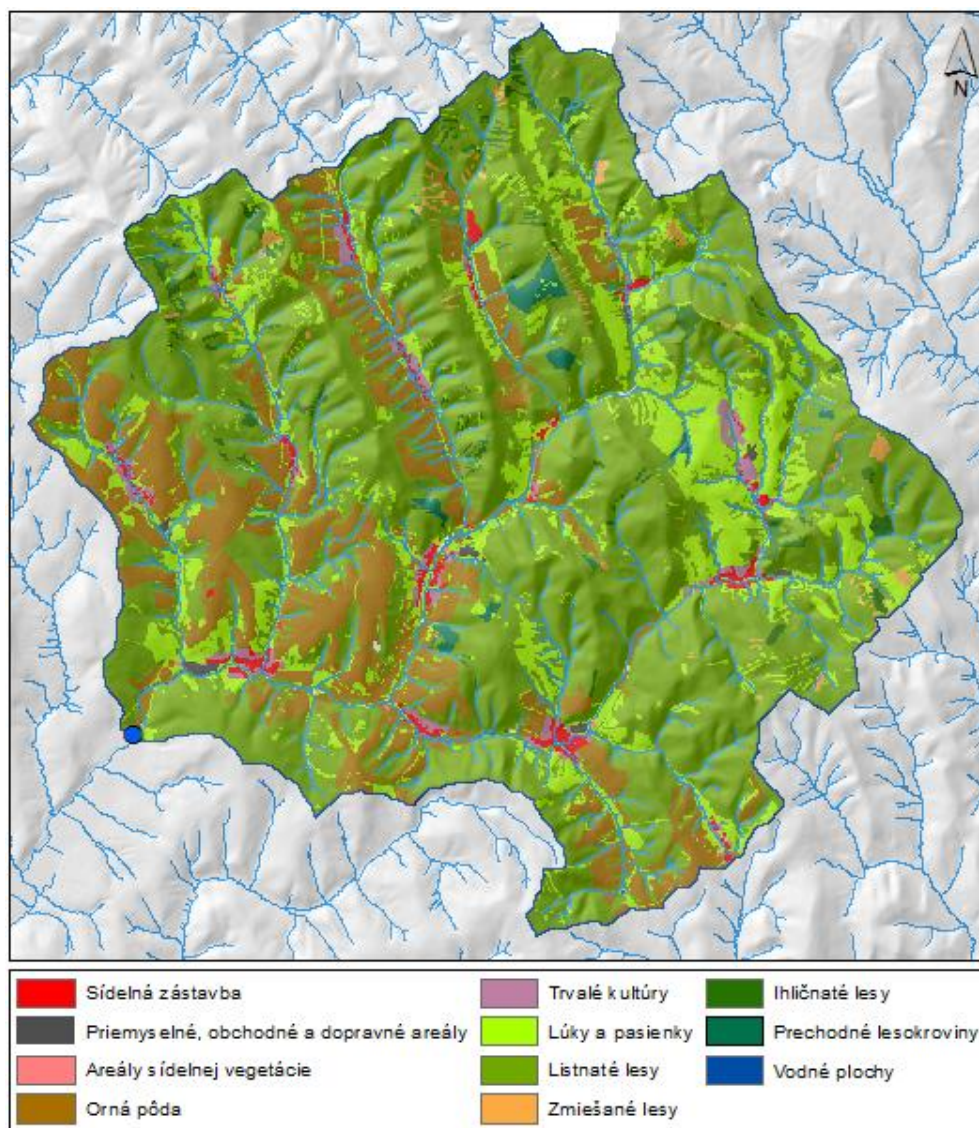 N
Sídelná zástavba
Priemyselné, obchodné a dopravné areály
Areály sídelnej vegetácie
Orná pôda
Trvalé kultúry
Lúky a pasienky
Listnaté lesy
Zmiešané lesy
Ihličnaté lesy
Prechodné lesokroviny
Vodné plochy